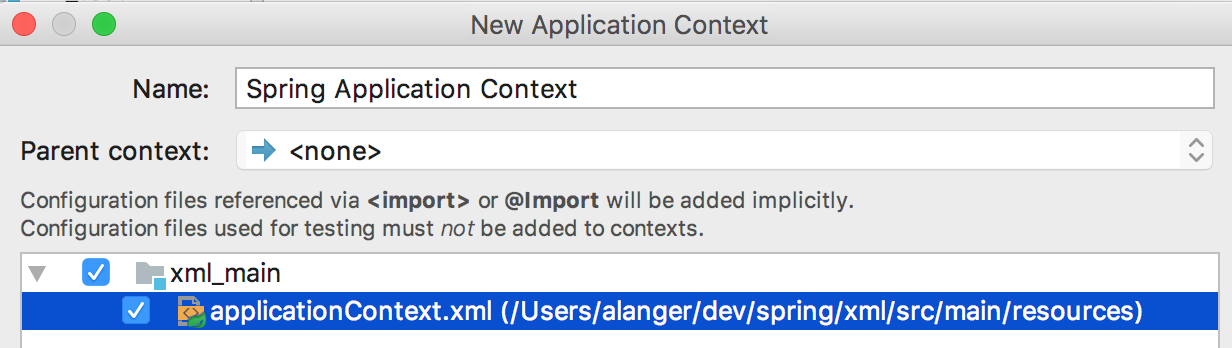 New Application Context
Name: Spring Application Context
Parent context: <none>
Configuration files referenced via <import> or @Import will be added implicitly.
Configuration files used for testing must not be added to contexts.
xml_main
applicationContext.xml (/Users/alanger/dev/spring/xml/src/main/resources)